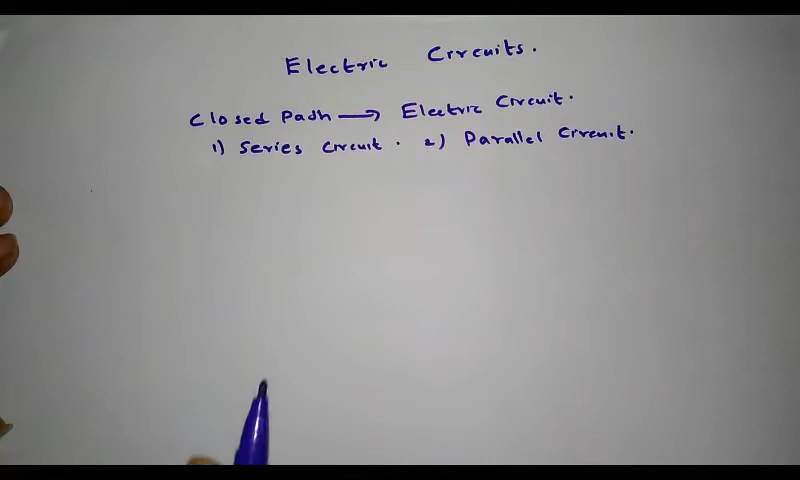 Electric Circuits.
Closed Path → Electric Circuit.
1) Series Circuit. 2) Parallel Circuit.